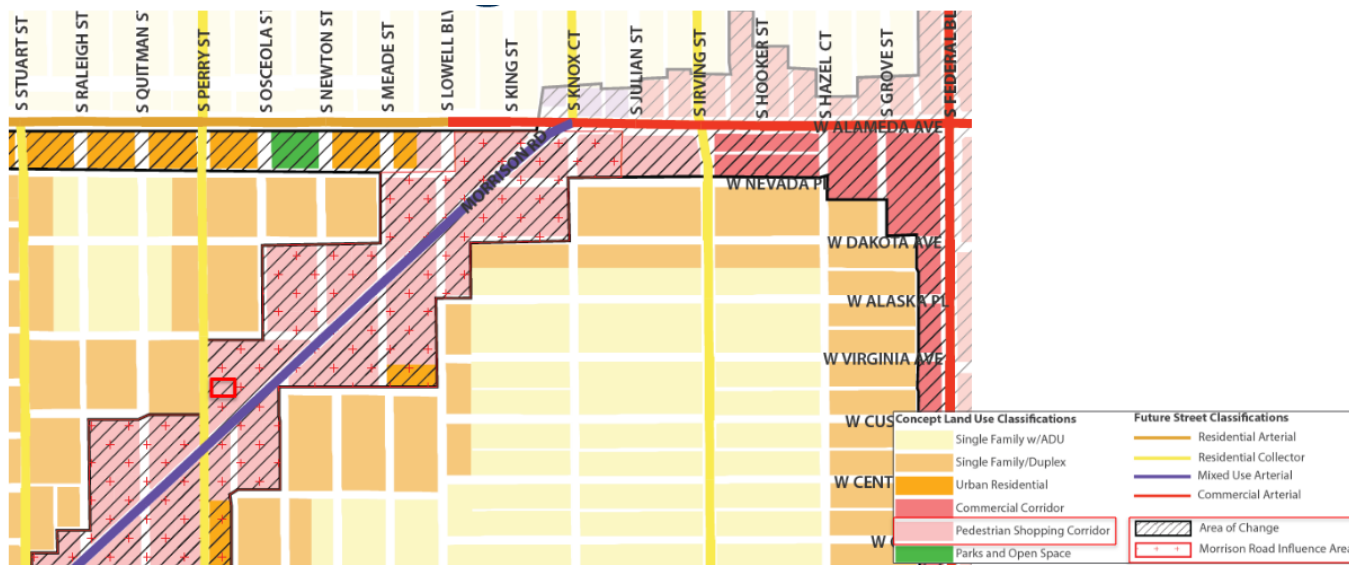 S STUART ST
S RALEIGH ST
S QUITMAN S
S PERRY ST
S OSCEOLA S
S NEWTON ST
S MEADE ST
S LOWELL BLV
S KING ST
S KNOX CT
S JULIAN ST
S IRVING ST
S HOOKER ST
S HAZEL CT
S GROVE ST
S FEDERAL BL
W ALAMEDA AVE
MORRISON RD
W NEVADA PL
W DAKOTA AVE
W ALASKA PL
W VIRGINIA AVE
W CUS
W CENT
W C
Concept Land Use Classifications
Single Family w/ADU
Single Family/Duplex
Urban Residential
Commercial Corridor
Pedestrian Shopping Corridor
Parks and Open Space
Future Street Classifications
Residential Arterial
Residential Collector
Mixed Use Arterial
Commercial Arterial
Area of Change
Morrison Road Influence Area